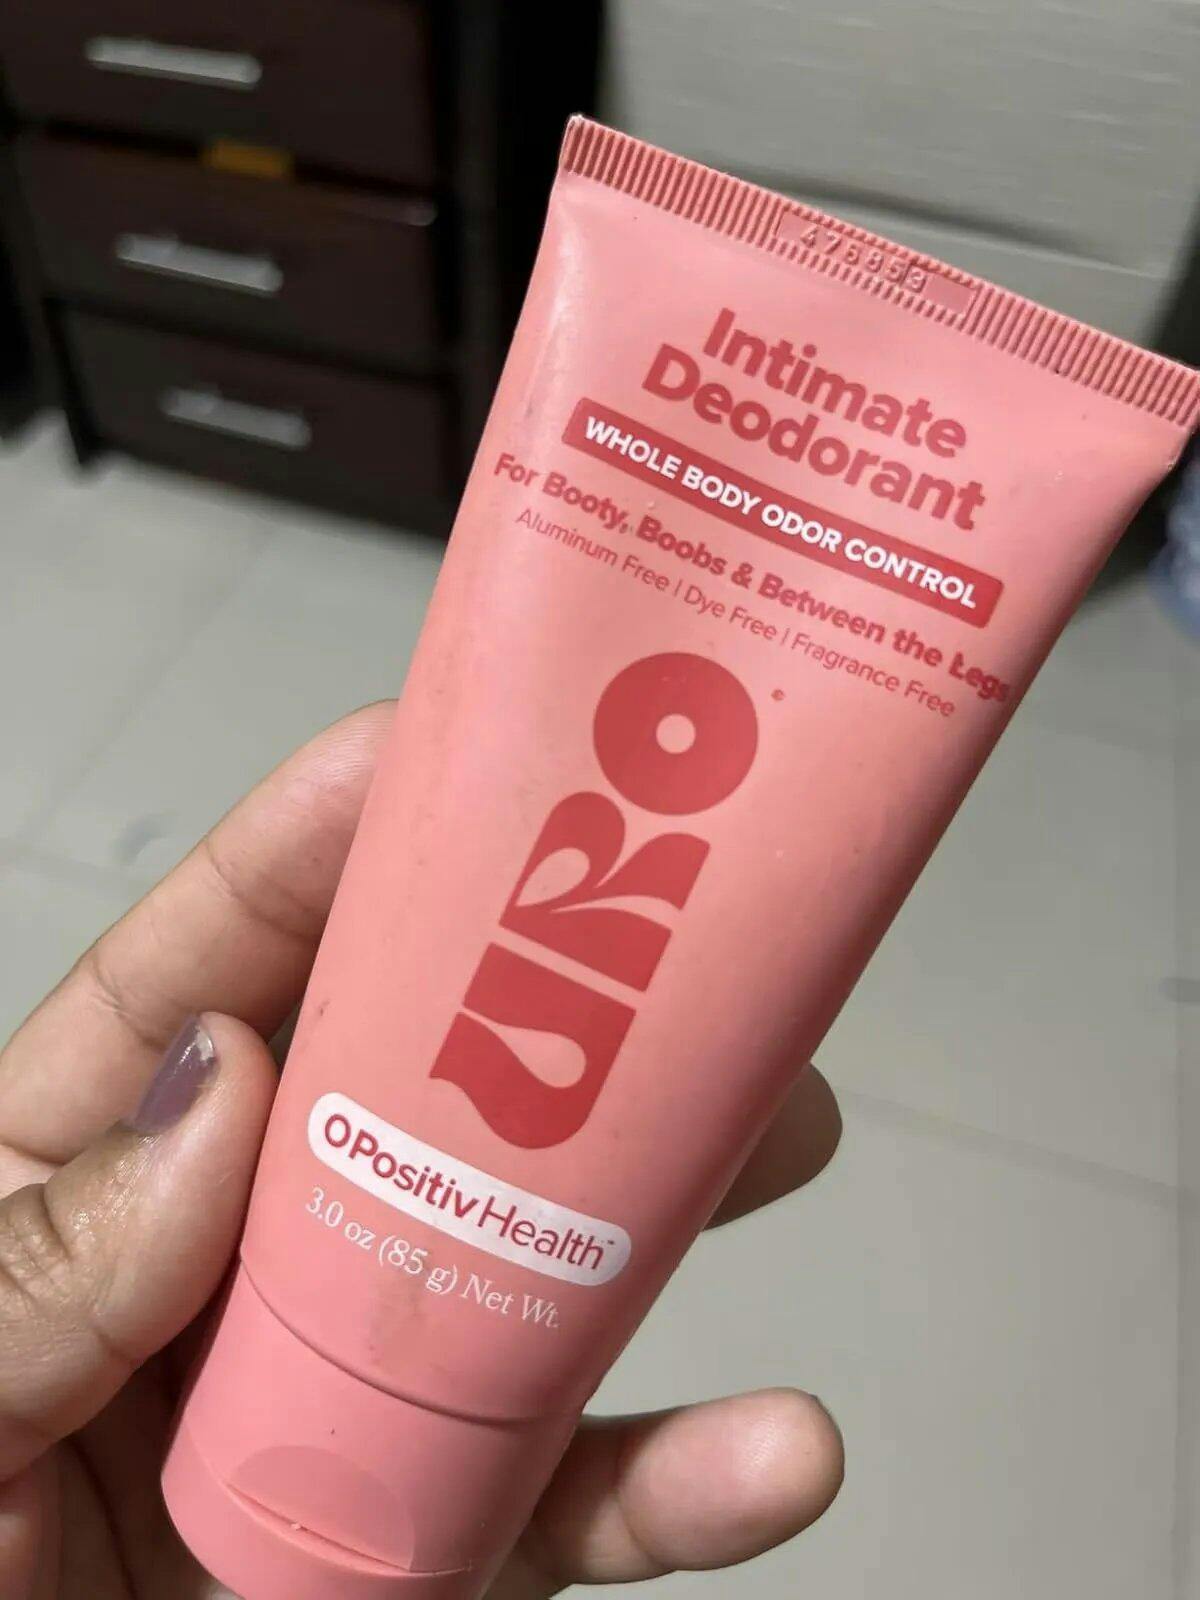 476853
Intimate
Deodorant
WHOLE BODY ODOR CONTROL
For Booty, Boobs & Between the Legs
Aluminum Free | Dye Free | Fragrance Free
URO
OPositivHealth™
3.0 oz (85 g) Net Wt.